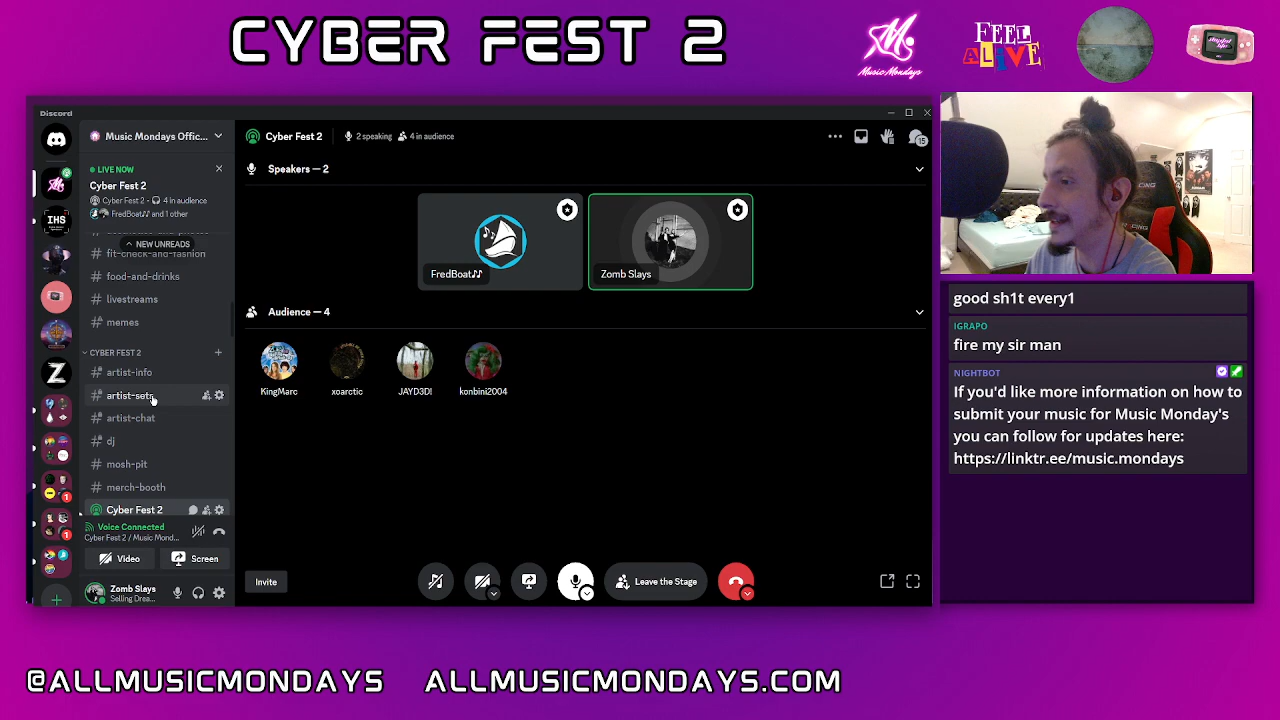 CYBER FEST 2
Music Mondays
FEEL
ALIVE
Discord
Music Mondays Offic...
LIVE NOW
Cyber Fest 2
Cyber Fest 2 - 4 in audience
FredBoat♪♪ and 1 other
NEW UNREADS
fit-check-and-fashion
food-and-drinks
livestreams
memes
CYBER FEST 2
artist-info
artist-sets
artist-chat
dj
mosh-pit
merch-booth
Cyber Fest 2
Voice Connected
Cyber Fest 2 / Music Mond...
Video
Screen
Zomb Slays
Selling Drea...
IHS
Z
1
1
Cyber Fest 2
2 speaking
4 in audience
15
Speakers — 2
FredBoat♪♪
Zomb Slays
Audience — 4
KingMarc
xoarctic
JAYD3D!
konbini2004
Invite
Leave the Stage
good sh1t every1
IGRAPO
fire my sir man
NIGHTBOT
If you'd like more information on how to
submit your music for Music Monday's
you can follow for updates here:
https://linktr.ee/music.mondays
@ALLMUSICMONDAYS
ALLMUSICMONDAYS.COM